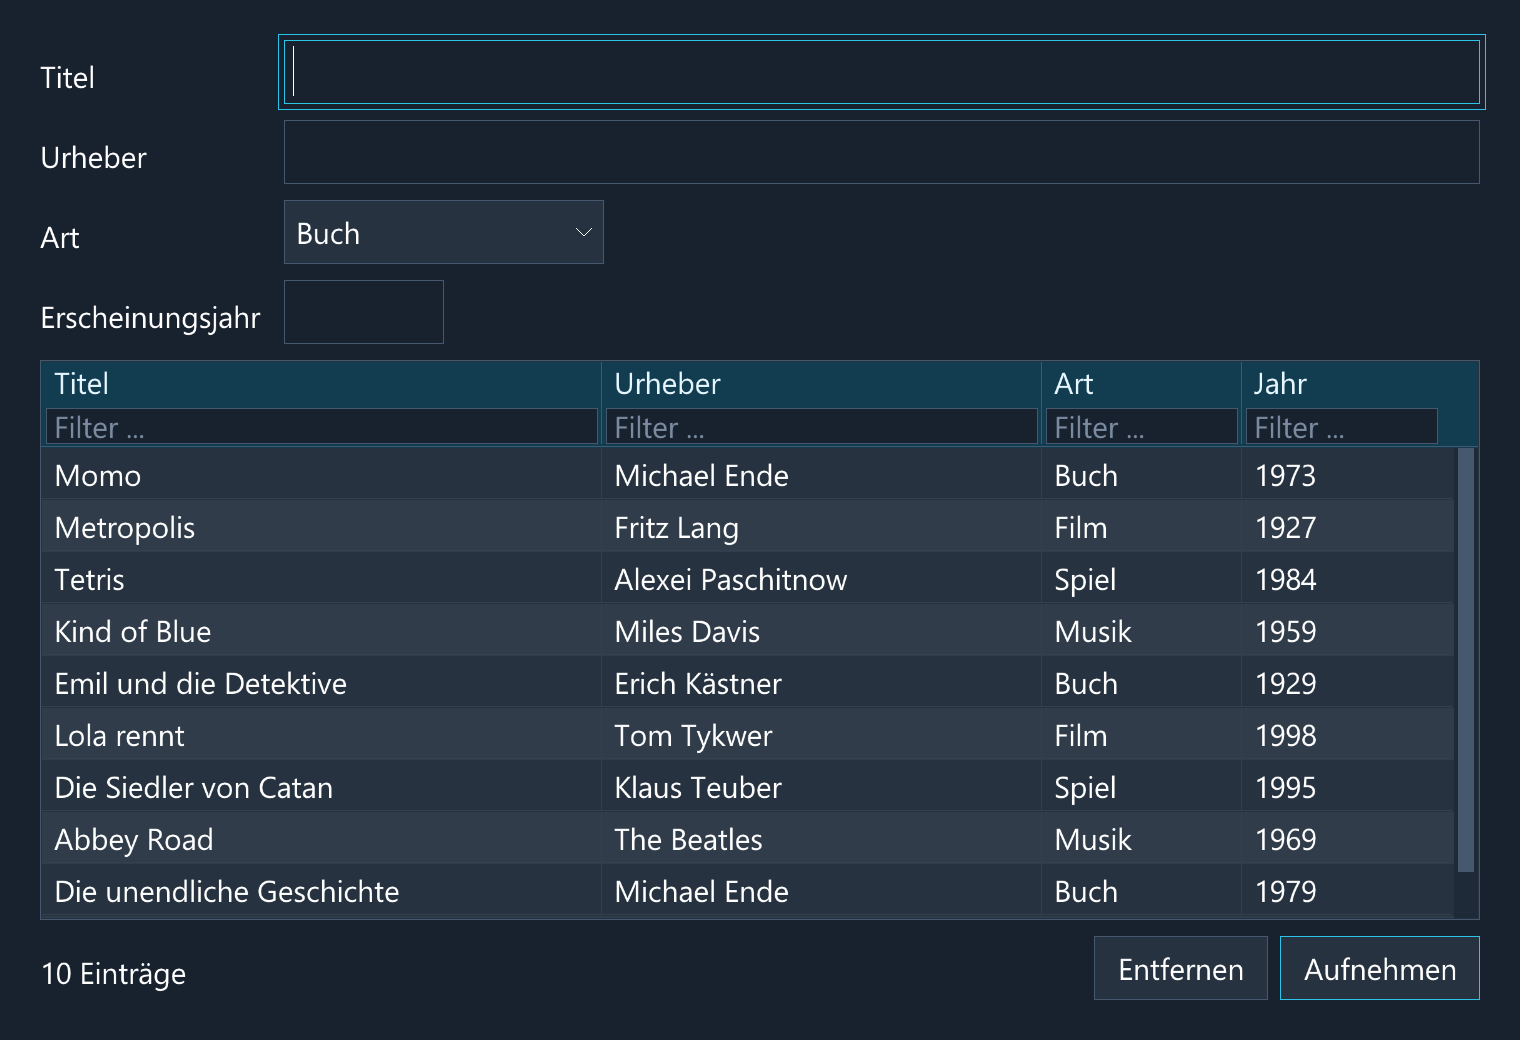 Titel
Urheber
Art
Buch
Erscheinungsjahr
Titel Urheber Art Jahr
Filter ... Filter ... Filter ... Filter ...
Momo Michael Ende Buch 1973
Metropolis Fritz Lang Film 1927
Tetris Alexei Paschitnow Spiel 1984
Kind of Blue Miles Davis Musik 1959
Emil und die Detektive Erich Kästner Buch 1929
Lola rennt Tom Tykwer Film 1998
Die Siedler von Catan Klaus Teuber Spiel 1995
Abbey Road The Beatles Musik 1969
Die unendliche Geschichte Michael Ende Buch 1979
10 Einträge Entfernen Aufnehmen